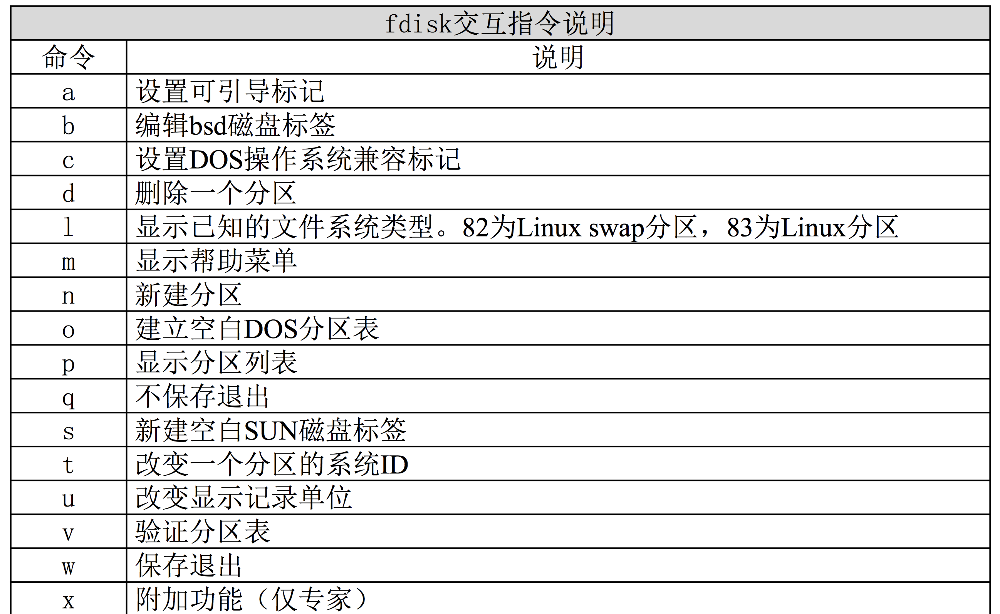 fdisk交互指令说明
命令 说明
a 设置可引导标记
b 编辑bsd磁盘标签
c 设置DOS操作系统兼容标记
d 删除一个分区
l 显示已知的文件系统类型。82为Linux swap分区，83为Linux分区
m 显示帮助菜单
n 新建分区
o 建立空白DOS分区表
p 显示分区列表
q 不保存退出
s 新建空白SUN磁盘标签
t 改变一个分区的系统ID
u 改变显示记录单位
v 验证分区表
w 保存退出
x 附加功能（仅专家）